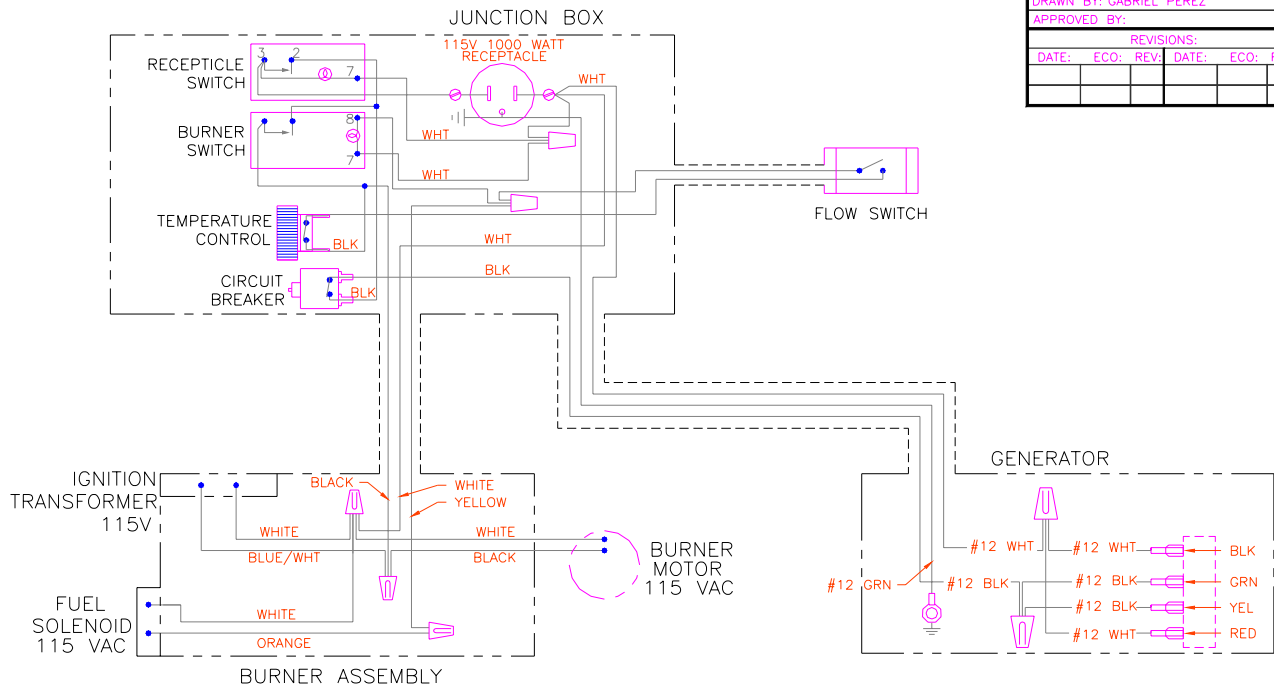 DRAWN BY: GABRIEL PEREZ
APPROVED BY:
REVISIONS:
DATE: ECO: REV: DATE: ECO:
JUNCTION BOX
115V 1000 WATT
RECEPTACLE
RECEPTICLE
SWITCH
3 2
7
WHT
BURNER
SWITCH
8
7
WHT
WHT
FLOW SWITCH
TEMPERATURE
CONTROL
BLK
WHT
CIRCUIT
BREAKER
BLK
BLK
IGNITION
TRANSFORMER
115V
BLACK
WHITE
YELLOW
WHITE
BLUE/WHT
WHITE
BLACK
BURNER
MOTOR
115 VAC
FUEL
SOLENOID
115 VAC
WHITE
ORANGE
BURNER ASSEMBLY
GENERATOR
#12 WHT
#12 WHT
BLK
#12 GRN
#12 BLK
#12 BLK
GRN
#12 BLK
YEL
#12 WHT
RED